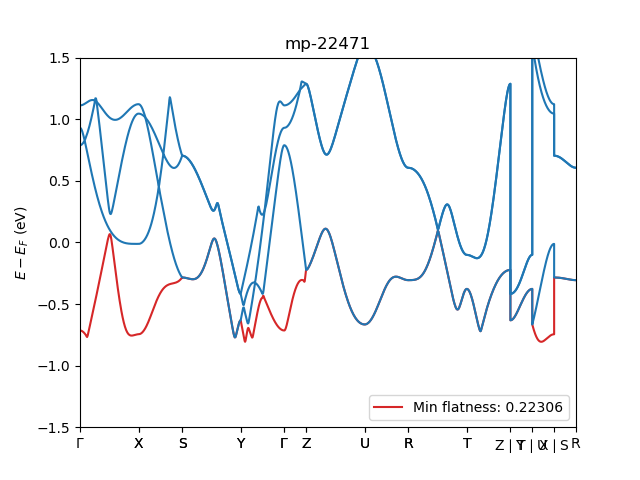 mp-22471
E − E_F (eV)
1.5
1.0
0.5
0.0
−0.5
−1.0
−1.5
Min flatness: 0.22306
Γ X S Y Γ Z U R T Z | Y T | U X | S R